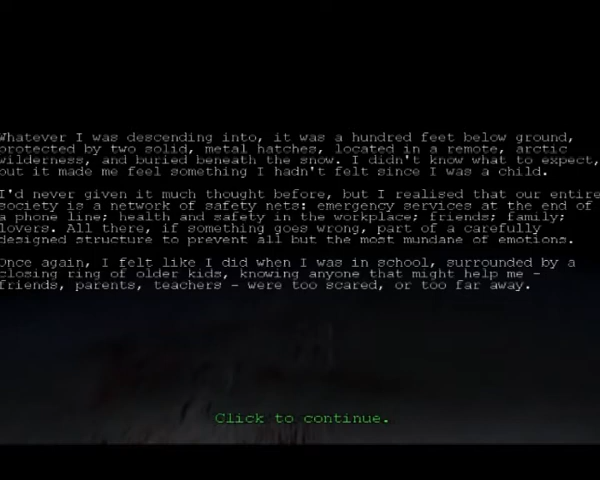 Whatever I was descending into, it was a hundred feet below ground,
protected by two solid, metal hatches, located in a remote, arctic
wilderness, and buried beneath the snow. I didn't know what to expect,
but it made me feel something I hadn't felt since I was a child.
I'd never given it much thought before, but I realised that our entire
society is a network of safety nets: emergency services at the end of
a phone line; health and safety in the workplace; friends; family;
lovers. All there, if something goes wrong, part of a carefully
designed structure to prevent all but the most mundane of emotions.
Once again, I felt like I did when I was in school, surrounded by a
closing ring of older kids, knowing anyone that might help me -
friends, parents, teachers - were too scared, or too far away.
Click to continue.